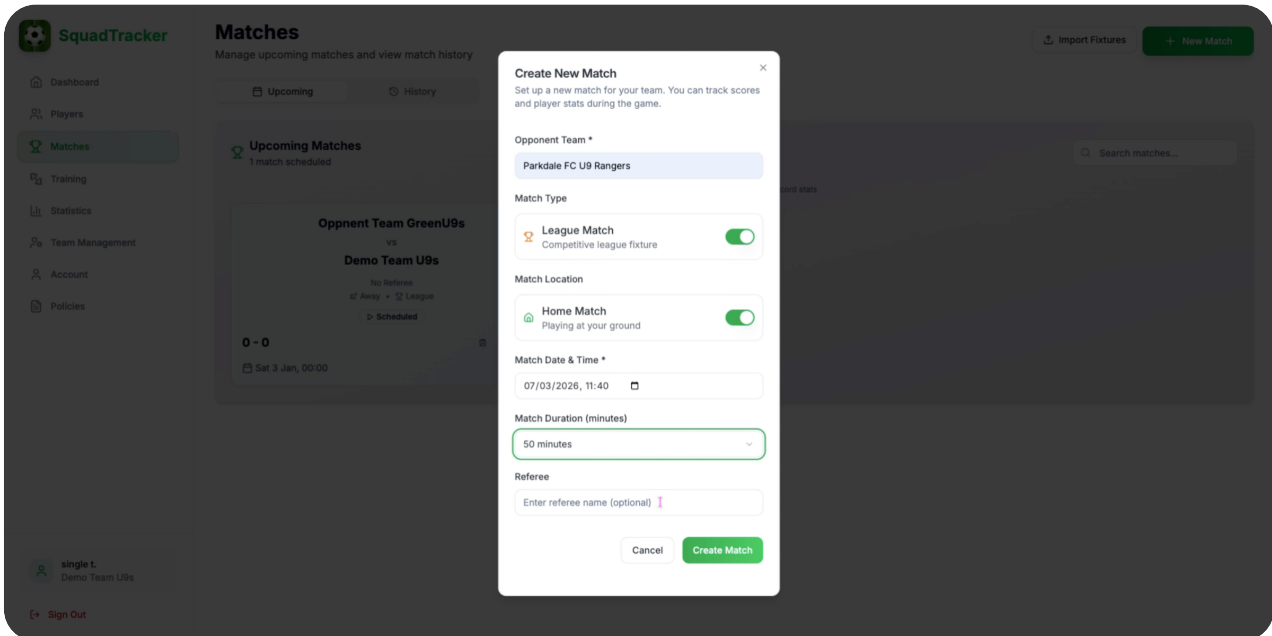 SquadTracker
Dashboard
Players
Matches
Training
Statistics
Team Management
Account
Policies
single t.
Demo Team U9s
Sign Out
Matches
Manage upcoming matches and view match history
Import Fixtures
New Match
Upcoming
History
Upcoming Matches
1 match scheduled
Search matches...
Oppnent Team GreenU9s
vs
Demo Team U9s
No Referee
Away • League
Scheduled
0 - 0
Sat 3 Jan, 00:00
stats
Create New Match
Set up a new match for your team. You can track scores
and player stats during the game.
Opponent Team *
Parkdale FC U9 Rangers
Match Type
League Match
Competitive league fixture
Match Location
Home Match
Playing at your ground
Match Date & Time *
07/03/2026, 11:40
Match Duration (minutes)
50 minutes
Referee
Enter referee name (optional)
Cancel
Create Match